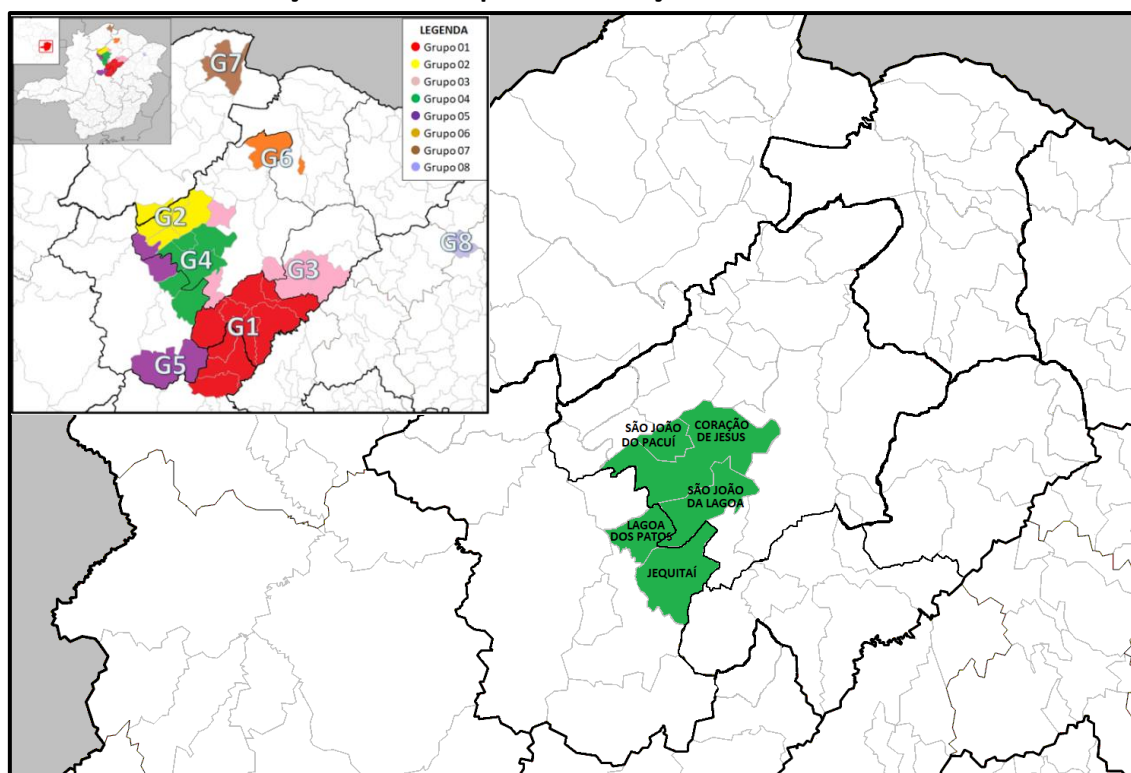 LEGENDA
Grupo 01
Grupo 02
Grupo 03
Grupo 04
Grupo 05
Grupo 06
Grupo 07
Grupo 08
G7
G6
G2
G4
G3
G8
G1
G5
SÃO JOÃO
DO PACUÍ
CORAÇÃO
DE JESUS
SÃO JOÃO
DA LAGOA
LAGOA
DOS PATOS
JEQUITAÍ